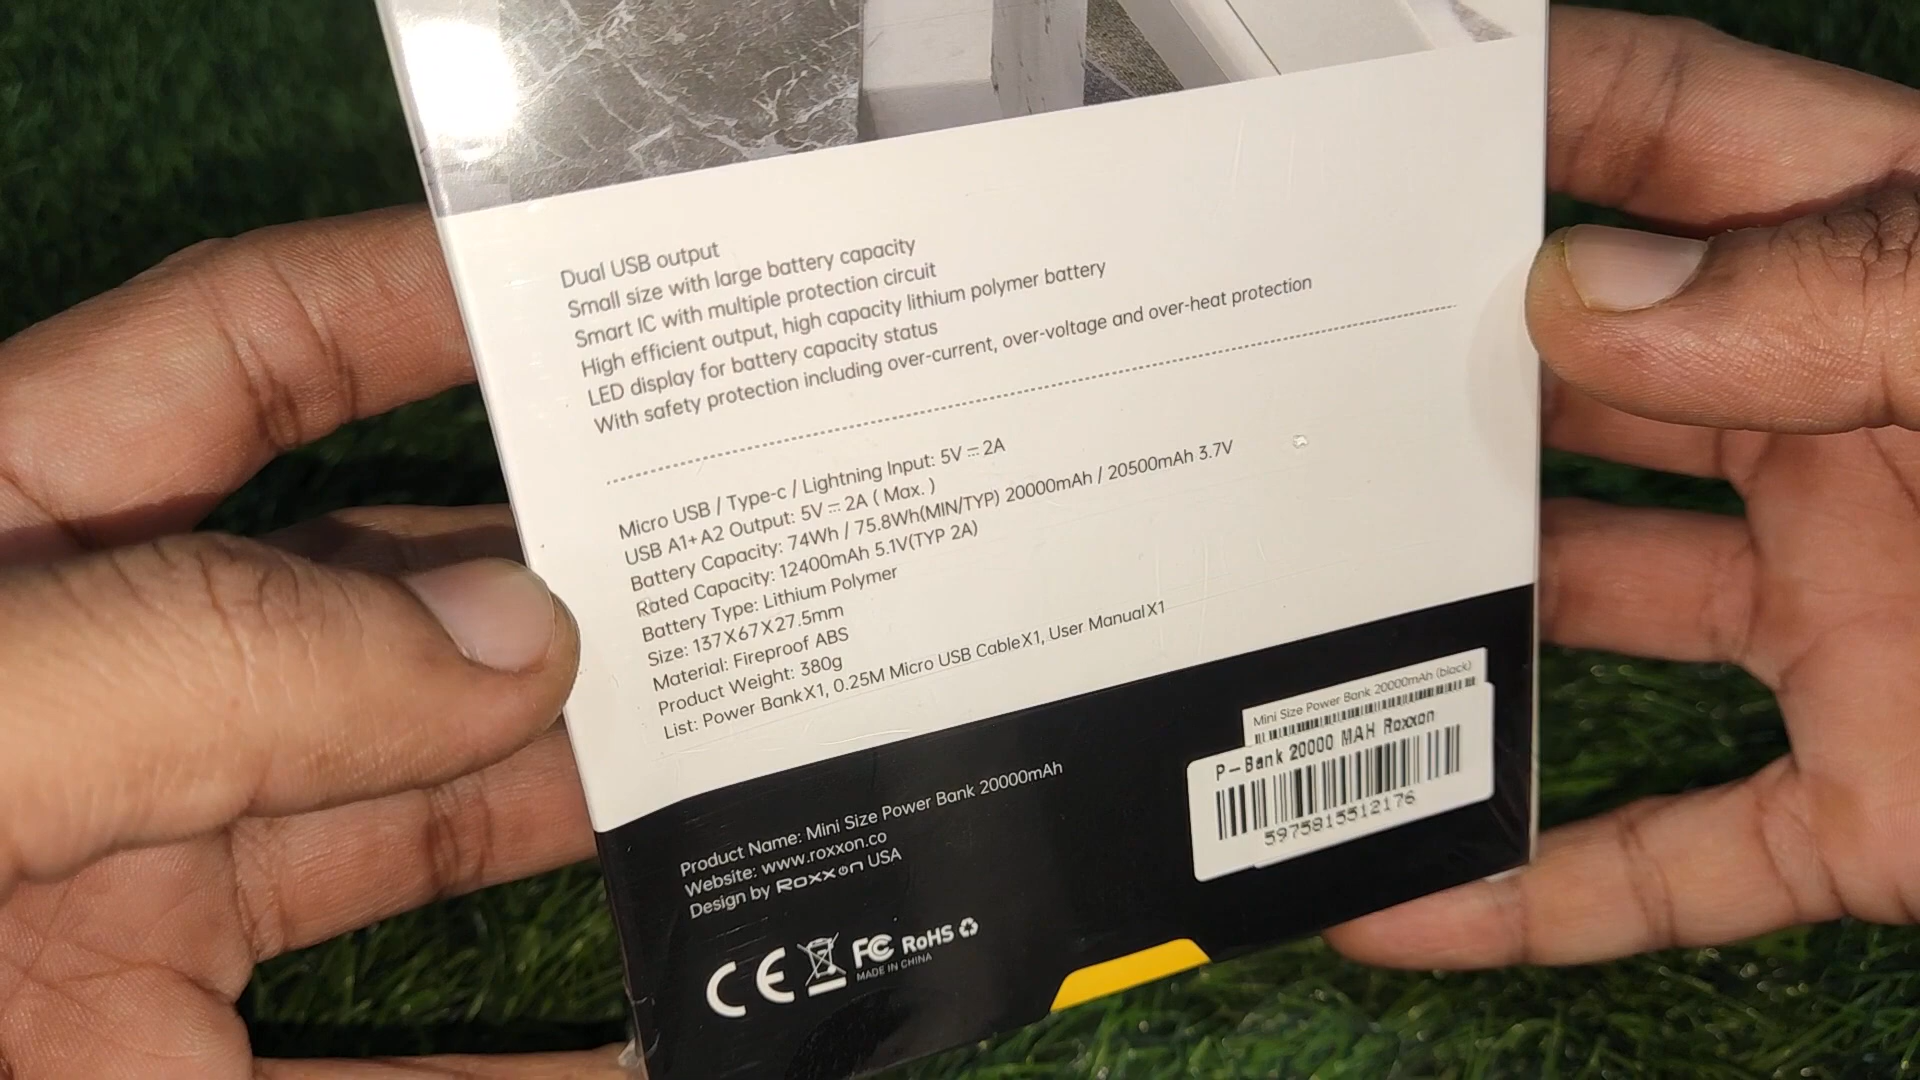 Dual USB output
Small size with large battery capacity
Smart IC with multiple protection circuit
High efficient output, high capacity lithium polymer battery
LED display for battery capacity status
With safety protection including over-current, over-voltage and over-heat protection
Micro USB / Type-c / Lightning Input: 5V⎓2A
USB A1+A2 Output: 5V⎓2A ( Max. )
Battery Capacity: 74Wh / 75.8Wh(MIN/TYP) 20000mAh / 20500mAh 3.7V
Rated Capacity: 12400mAh 5.1V(TYP 2A)
Battery Type: Lithium Polymer
Size: 137X67X27.5mm
Material: Fireproof ABS
Product Weight: 380g
List: Power BankX1, 0.25M Micro USB CableX1, User ManualX1
Mini Size Power Bank 20000mAh (black)
P-Bank 20000 MAH Roxxon
5975815512176
Product Name: Mini Size Power Bank 20000mAh
Website: www.roxxon.co
Design by Roxxon USA
CE FC RoHS
MADE IN CHINA